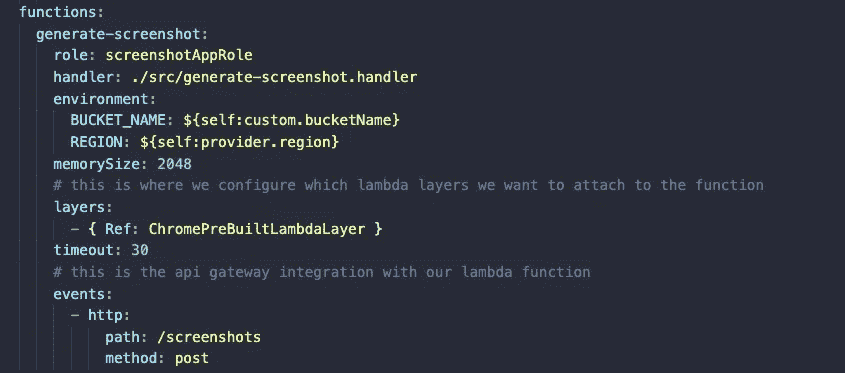 functions:
  generate-screenshot:
    role: screenshotAppRole
    handler: ./src/generate-screenshot.handler
    environment:
      BUCKET_NAME: ${self:custom.bucketName}
      REGION: ${self:provider.region}
    memorySize: 2048
    # this is where we configure which lambda layers we want to attach to the function
    layers:
      - { Ref: ChromePreBuiltLambdaLayer }
    timeout: 30
    # this is the api gateway integration with our lambda function
    events:
      - http:
          path: /screenshots
          method: post